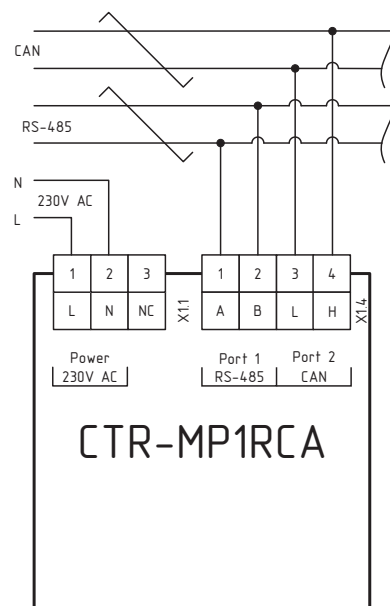 CAN
RS-485
N
230V AC
L
1 2 3 1 2 3 4
L N NC X1.1 A B L H X1.4
Power Port 1 Port 2
230V AC RS-485 CAN
CTR-MP1RCA